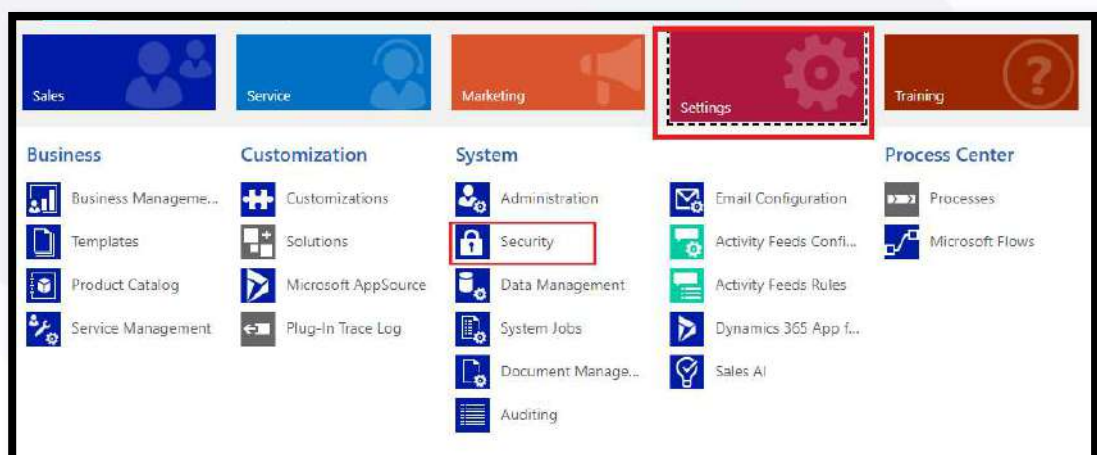 Sales
Service
Marketing
Settings
Training
Business
Customization
System
Process Center
Business Manageme...
Customizations
Administration
Email Configuration
Processes
Templates
Solutions
Security
Activity Feeds Confi...
Microsoft Flows
Product Catalog
Microsoft AppSource
Data Management
Activity Feeds Rules
Service Management
Plug-In Trace Log
System Jobs
Dynamics 365 App f...
Document Manage...
Sales AI
Auditing